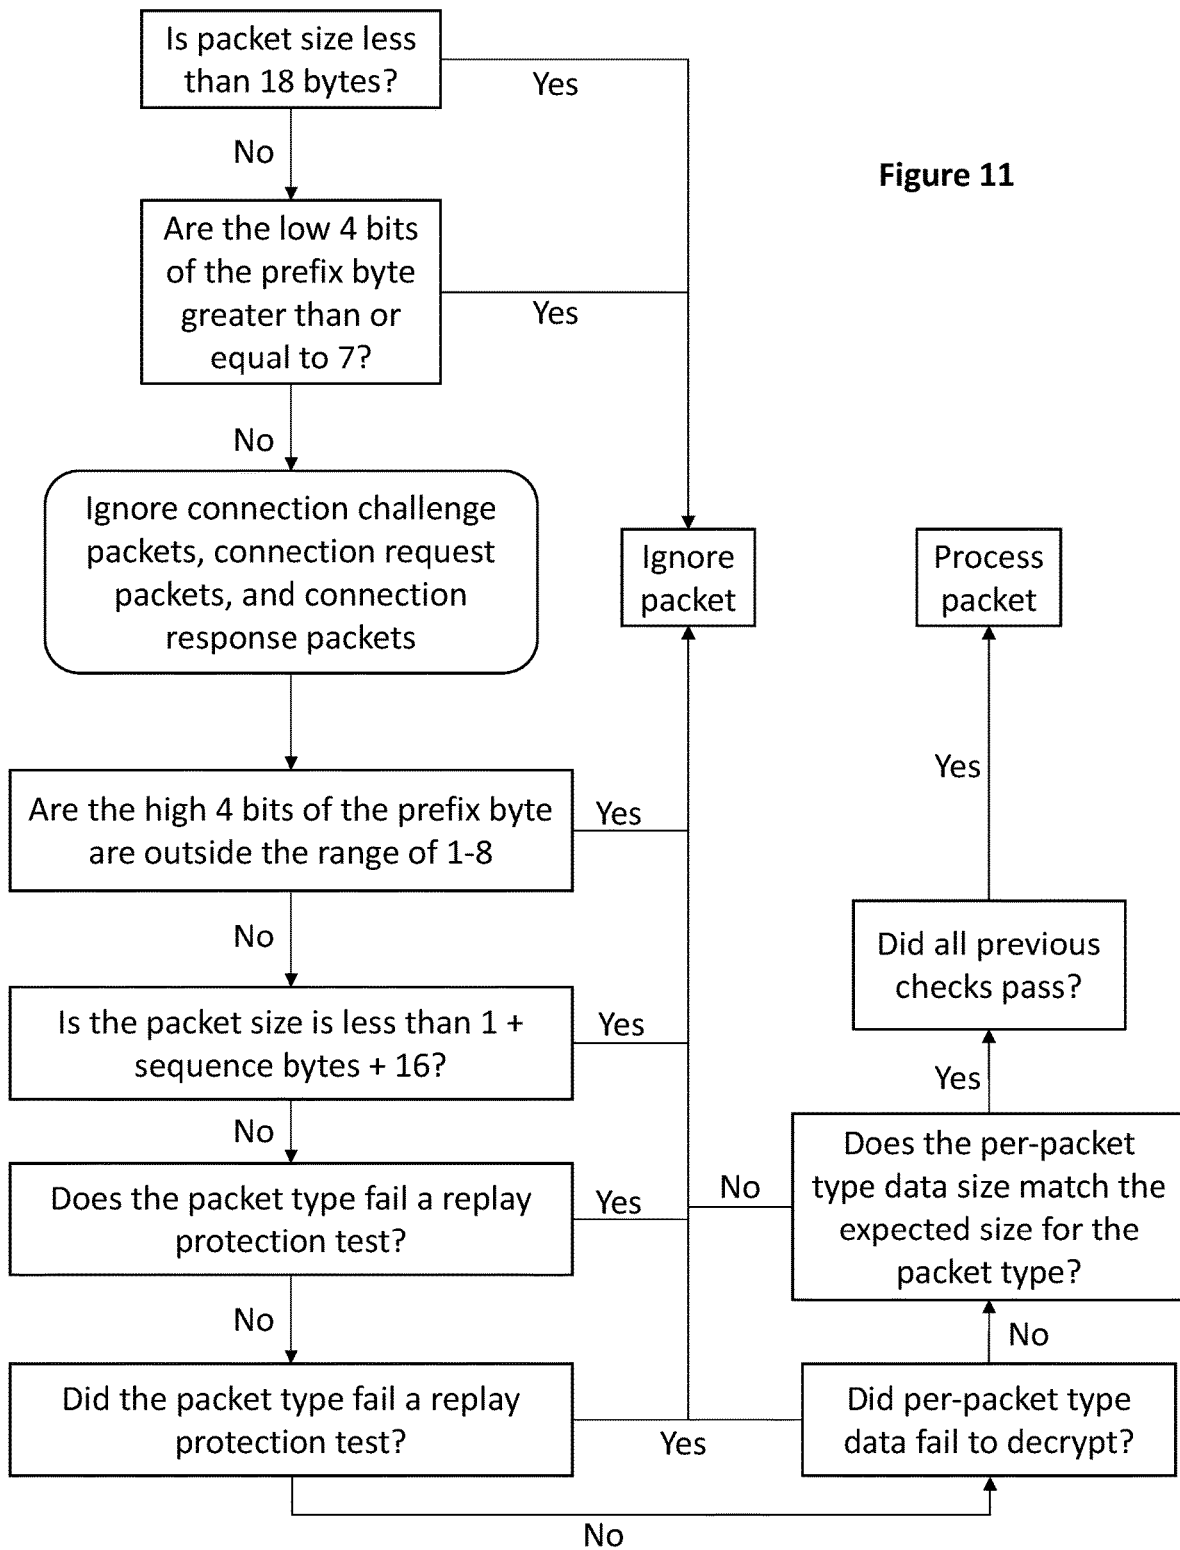 Is packet size less
than 18 bytes?
Yes
No
Figure 11
Are the low 4 bits
of the prefix byte
greater than or
equal to 7?
Yes
No
Ignore connection challenge
packets, connection request
packets, and connection
response packets
Ignore
packet
Process
packet
Yes
Are the high 4 bits of the prefix byte
are outside the range of 1-8
Yes
No
Did all previous
checks pass?
Is the packet size is less than 1 +
sequence bytes + 16?
Yes
Yes
No
Does the per-packet
type data size match the
expected size for the
packet type?
No
Does the packet type fail a replay
protection test?
Yes
No
No
Did the packet type fail a replay
protection test?
Yes
Did per-packet type
data fail to decrypt?
No